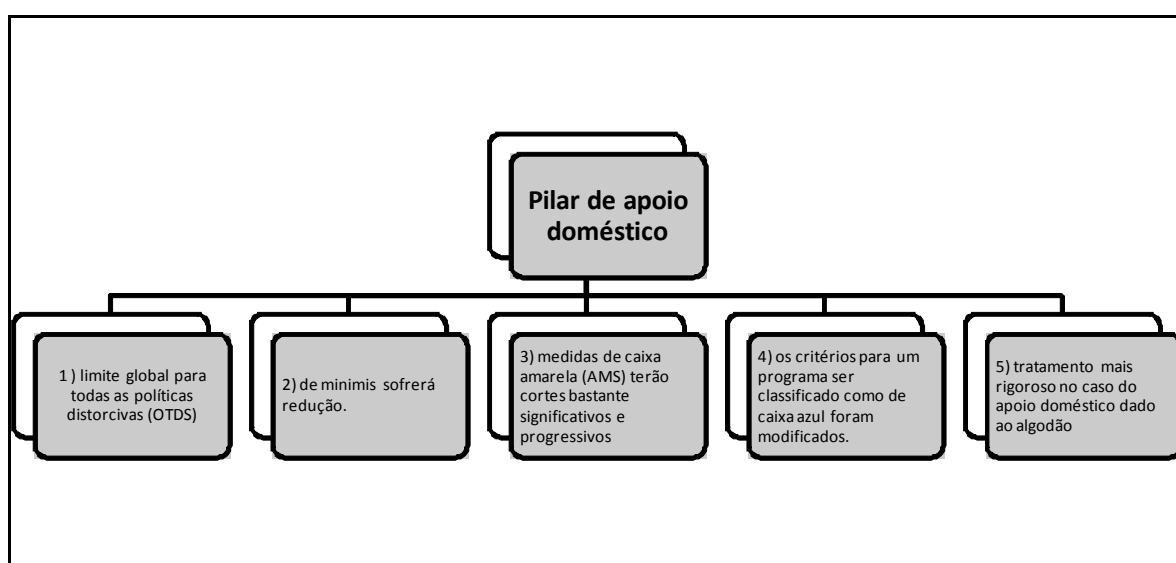 Pilar de apoio
doméstico
1 ) limite global para
todas as políticas
distorcivas (OTDS)
2) de minimis sofrerá
redução.
3) medidas de caixa
amarela (AMS) terão
cortes bastante
significativos e
progressivos
4) os critérios para um
programa ser
classificado como de
caixa azul foram
modificados.
5) tratamento mais
rigoroso no caso do
apoio doméstico dado
ao algodão